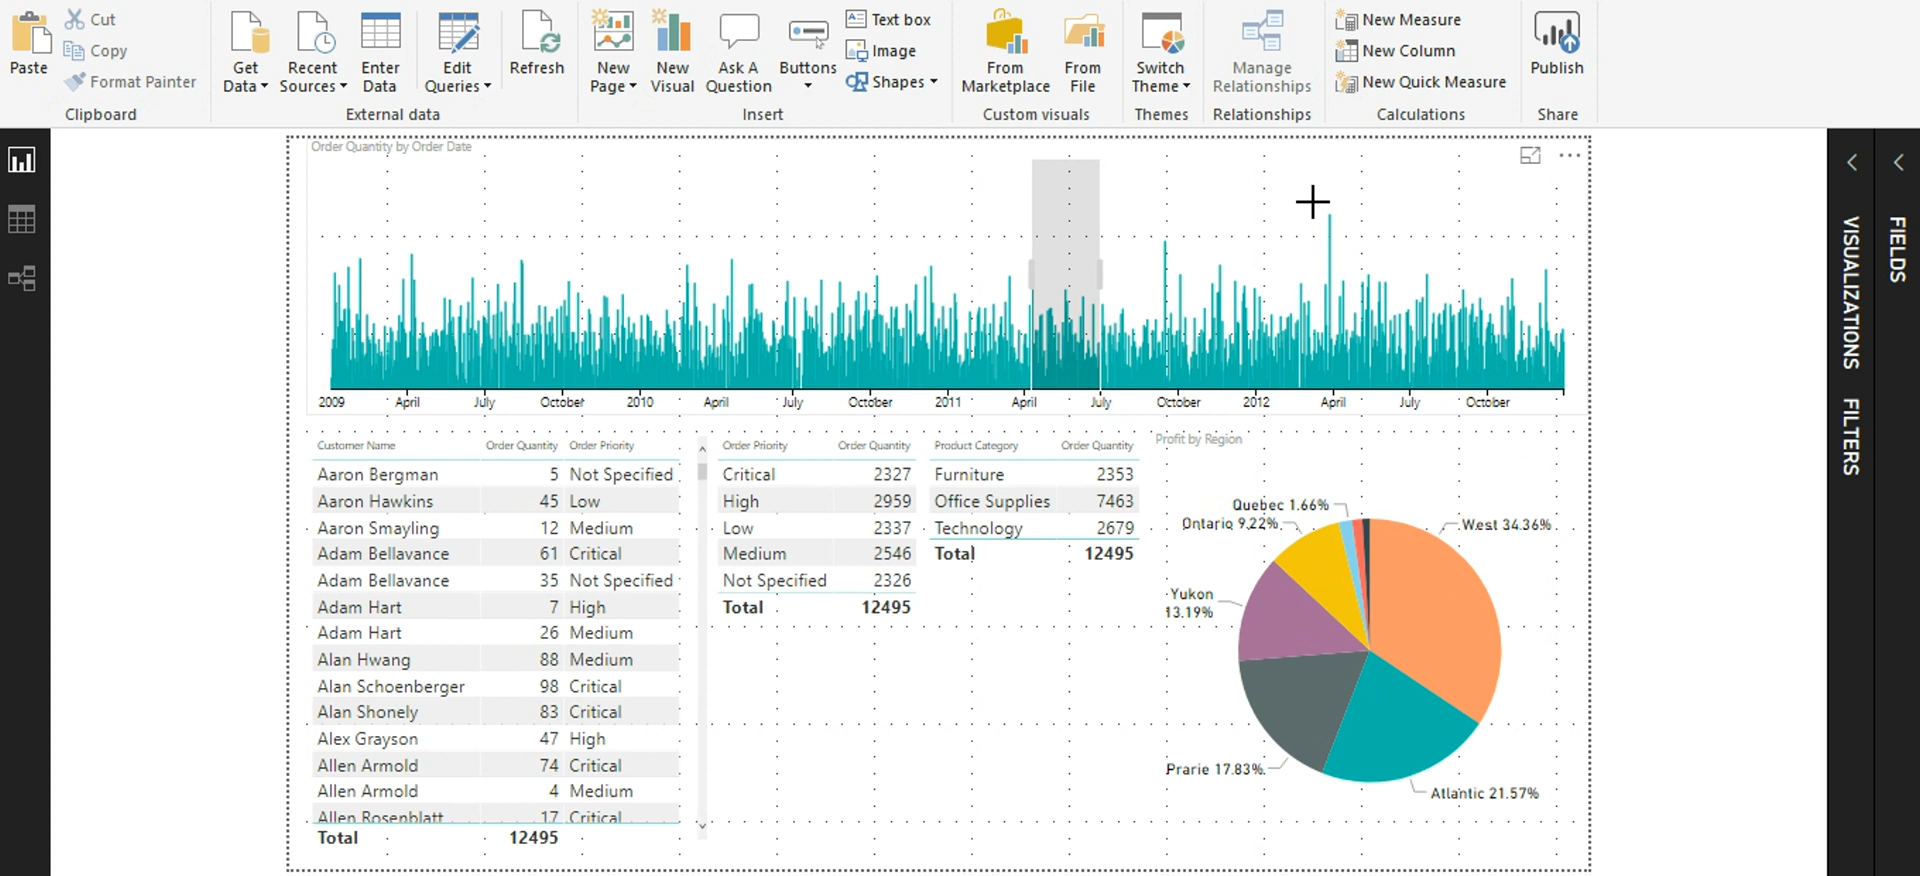 Cut
Copy
Format Painter
Paste
Clipboard
Get Data
Recent Sources
Enter Data
Edit Queries
Refresh
External data
New Page
New Visual
Ask A Question
Buttons
Text box
Image
Shapes
Insert
From Marketplace
From File
Custom visuals
Switch Theme
Themes
Manage Relationships
Relationships
New Measure
New Column
New Quick Measure
Calculations
Publish
Share
VISUALIZATIONS
FILTERS
FIELDS
Order Quantity by Order Date
2009 April July October 2010 April July October 2011 April July October 2012 April July October
Customer Name Order Quantity Order Priority
Aaron Bergman 5 Not Specified
Aaron Hawkins 45 Low
Aaron Smayling 12 Medium
Adam Bellavance 61 Critical
Adam Bellavance 35 Not Specified
Adam Hart 7 High
Adam Hart 26 Medium
Alan Hwang 88 Medium
Alan Schoenberger 98 Critical
Alan Shonely 83 Critical
Alex Grayson 47 High
Allen Armold 74 Critical
Allen Armold 4 Medium
Allen Rosenblatt 17 Critical
Total 12495
Order Priority Order Quantity
Critical 2327
High 2959
Low 2337
Medium 2546
Not Specified 2326
Total 12495
Product Category Order Quantity
Furniture 2353
Office Supplies 7463
Technology 2679
Total 12495
Profit by Region
Quebec 1.66%
Ontario 9.22%
West 34.36%
Yukon
13.19%
Prarie 17.83%
Atlantic 21.57%